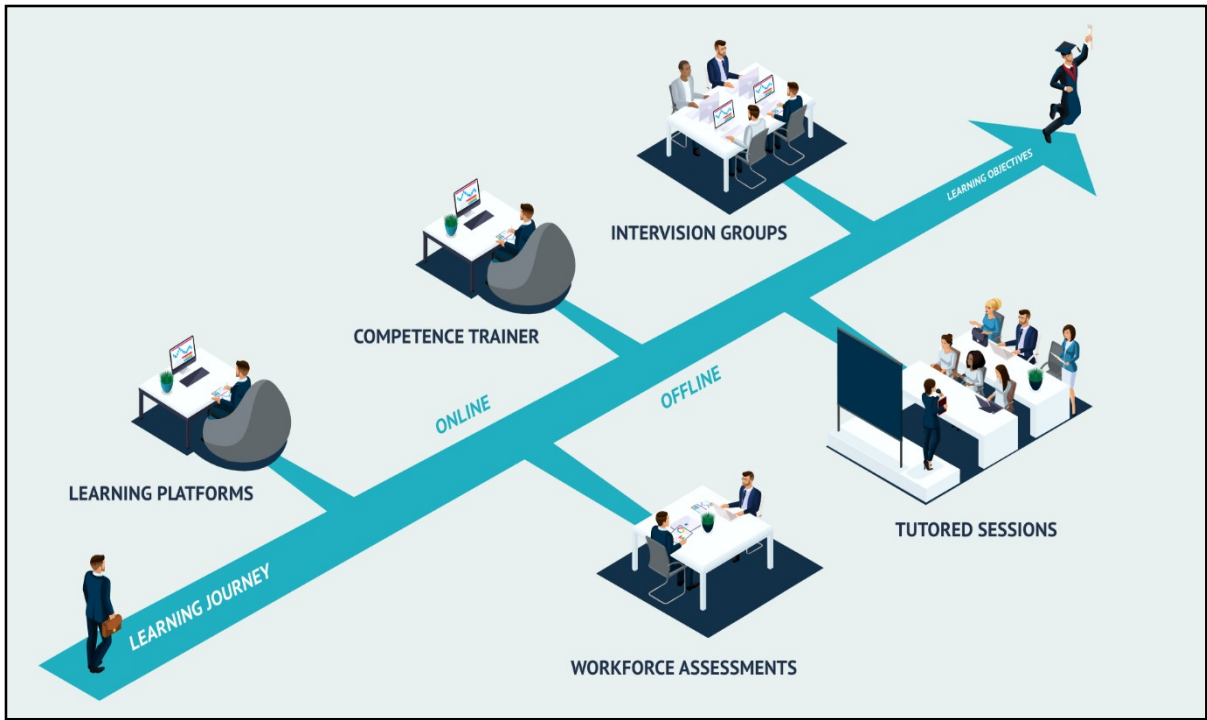 LEARNING OBJECTIVES
INTERVISION GROUPS
COMPETENCE TRAINER
ONLINE
OFFLINE
LEARNING PLATFORMS
TUTORED SESSIONS
LEARNING JOURNEY
WORKFORCE ASSESSMENTS